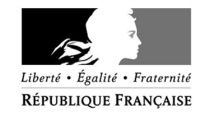 Liberté • Égalité • Fraternité
RÉPUBLIQUE FRANÇAISE